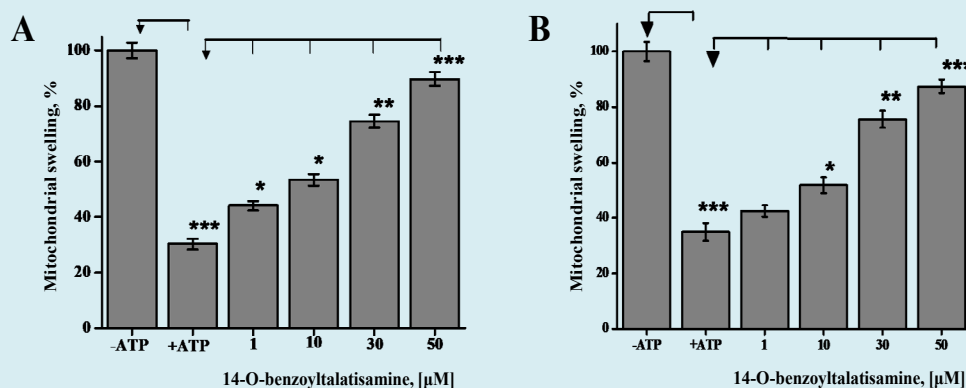 A
Mitochondrial swelling, %
100
80
60
40
20
0
***
*
*
**
***
-ATP +ATP 1 10 30 50
14-O-benzoyltalatisamine, [µM]
B
Mitochondrial swelling, %
100
80
60
40
20
0
***
*
**
***
-ATP +ATP 1 10 30 50
14-O-benzoyltalatisamine, [µM]